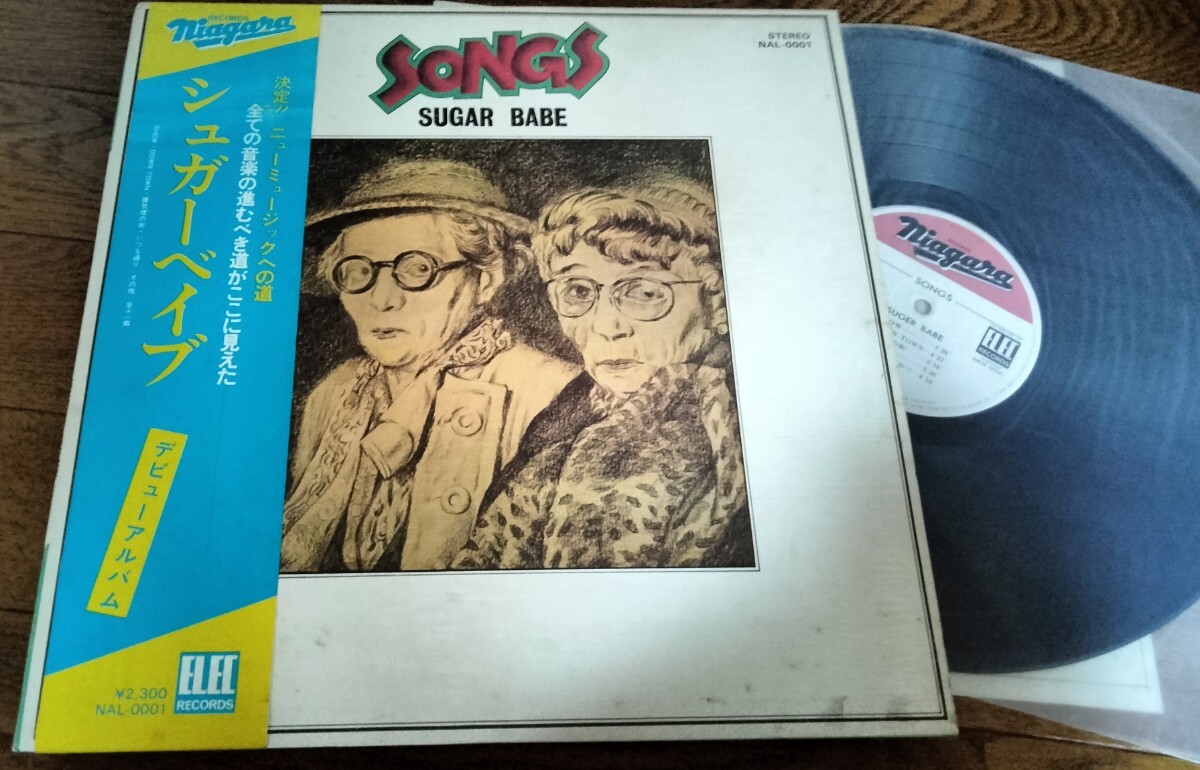 RECORDS
Niagara
シュガーベイブ
決定!! ニューミュージックへの道
全ての音楽の進むべき道がここに見えた
デビューアルバム
¥2,300
NAL-0001
ELEC
RECORDS
SONGS
SUGAR BABE
STEREO
NAL-0001
Niagara
SONGS
SUGER BABE
TOWN
ELEC
RECORDS